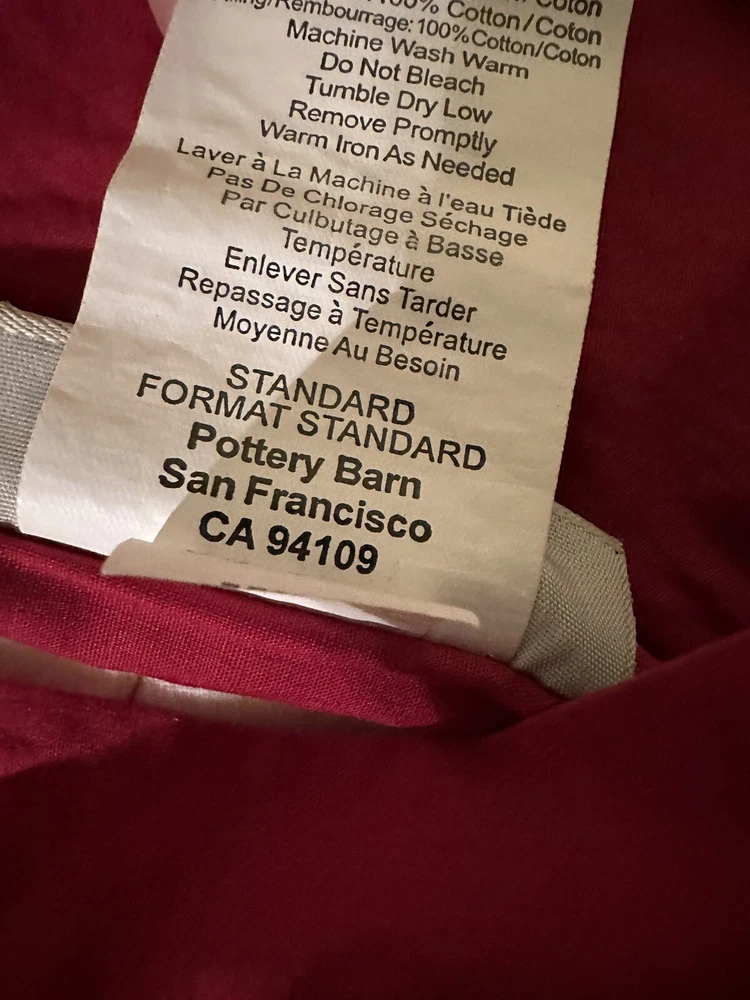 100% Cotton/Coton
Rembourrage:100%Cotton/Coton
Machine Wash Warm
Do Not Bleach
Tumble Dry Low
Remove Promptly
Warm Iron As Needed
Laver à La Machine à l'eau Tiède
Pas De Chlorage Séchage
Par Culbutage à Basse
Température
Enlever Sans Tarder
Repassage à Température
Moyenne Au Besoin
STANDARD
FORMAT STANDARD
Pottery Barn
San Francisco
CA 94109